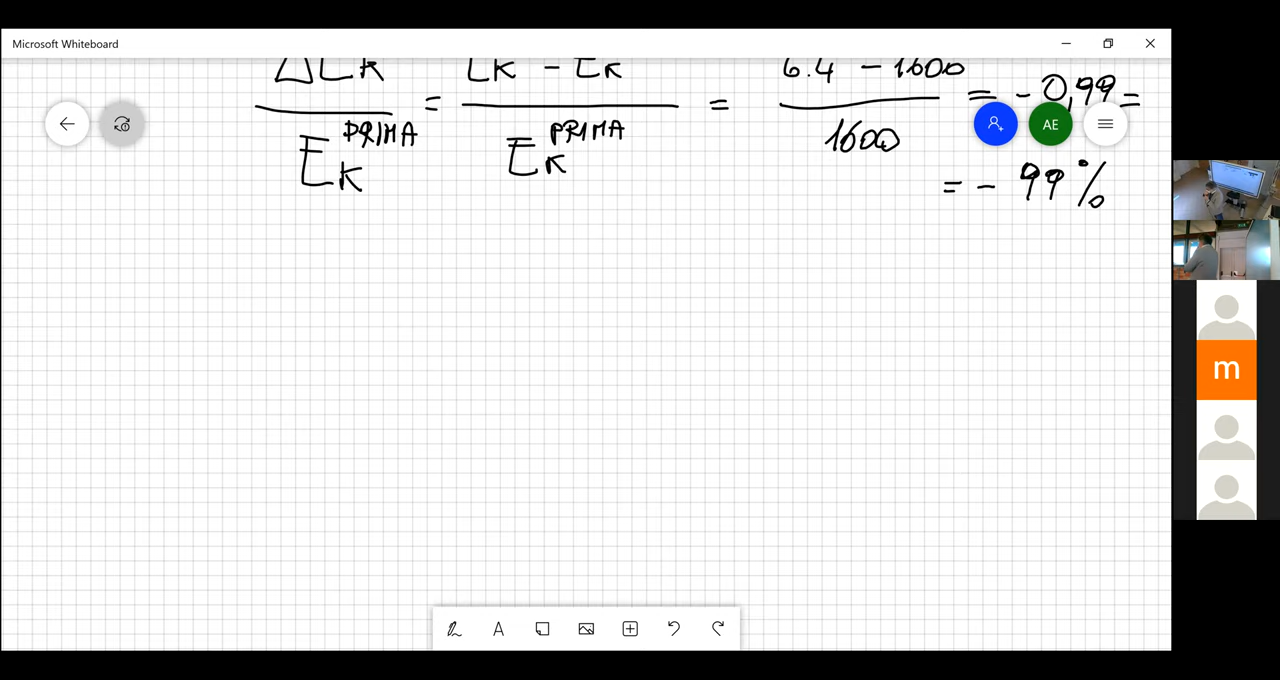 Microsoft Whiteboard
ΔEK = EK - EK = 6.4 - 1600 = - 0,99 =
EK PRIMA EK PRIMA 1600
= - 99 %
AE
m
A